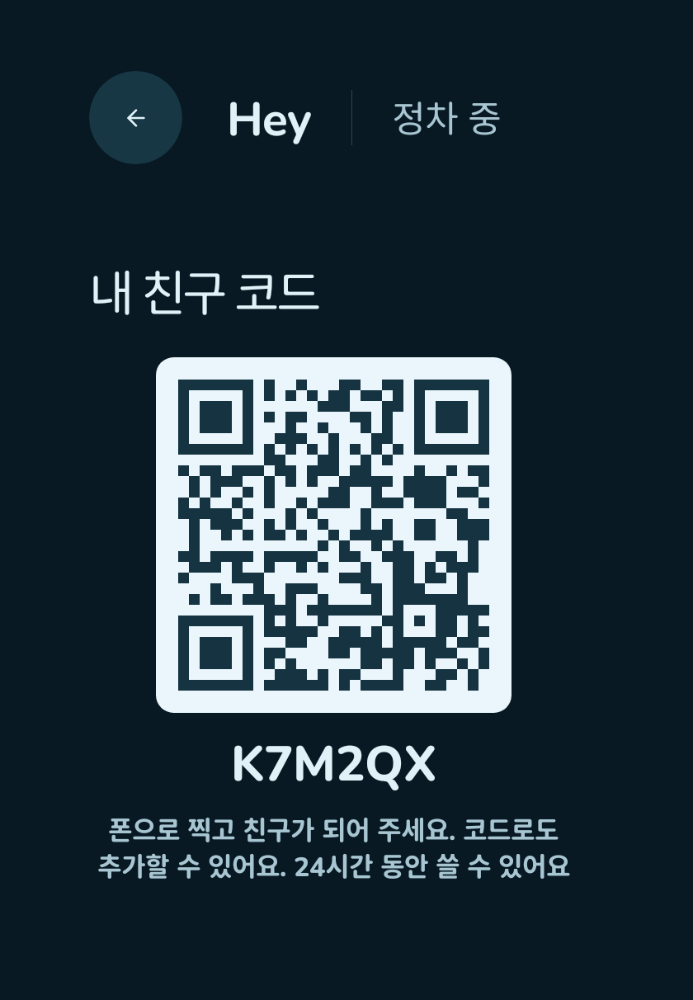 Hey
정차 중
내 친구 코드
K7M2QX
폰으로 찍고 친구가 되어 주세요. 코드로도
추가할 수 있어요. 24시간 동안 쓸 수 있어요